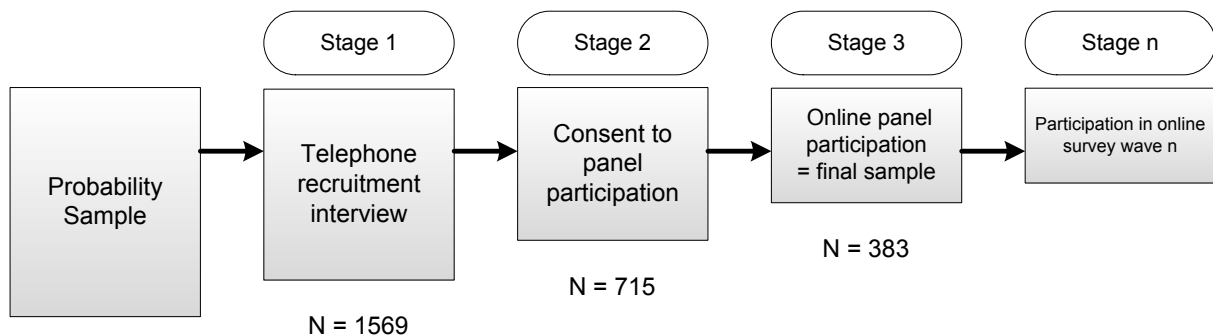 Stage 1
Stage 2
Stage 3
Stage n
Probability
Sample
Telephone
recruitment
interview
N = 1569
Consent to
panel
participation
N = 715
Online panel
participation
= final sample
N = 383
Participation in online
survey wave n